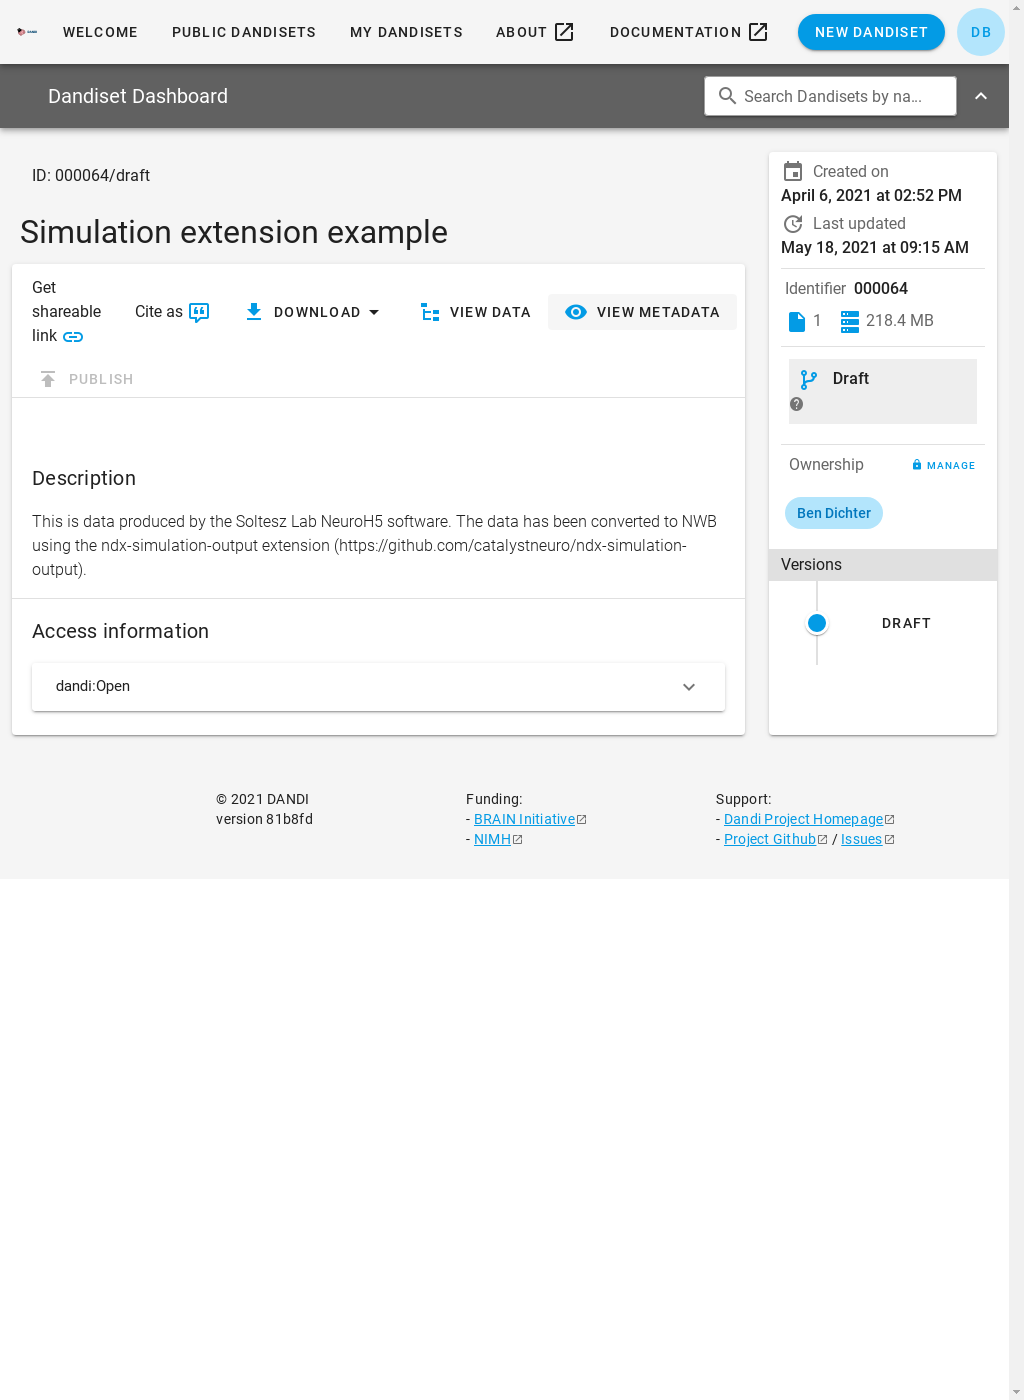 WELCOME PUBLIC DANDISETS MY DANDISETS ABOUT DOCUMENTATION NEW DANDISET DB
Dandiset Dashboard
Search Dandisets by na...
ID: 000064/draft
Simulation extension example
Get
shareable
link
Cite as
DOWNLOAD
VIEW DATA
VIEW METADATA
PUBLISH
Description
This is data produced by the Soltesz Lab NeuroH5 software. The data has been converted to NWB
using the ndx-simulation-output extension (https://github.com/catalystneuro/ndx-simulation-
output).
Access information
dandi:Open
Created on
April 6, 2021 at 02:52 PM
Last updated
May 18, 2021 at 09:15 AM
Identifier 000064
1 218.4 MB
Draft
Ownership MANAGE
Ben Dichter
Versions
DRAFT
© 2021 DANDI
version 81b8fd
Funding:
- BRAIN Initiative
- NIMH
Support:
- Dandi Project Homepage
- Project Github / Issues